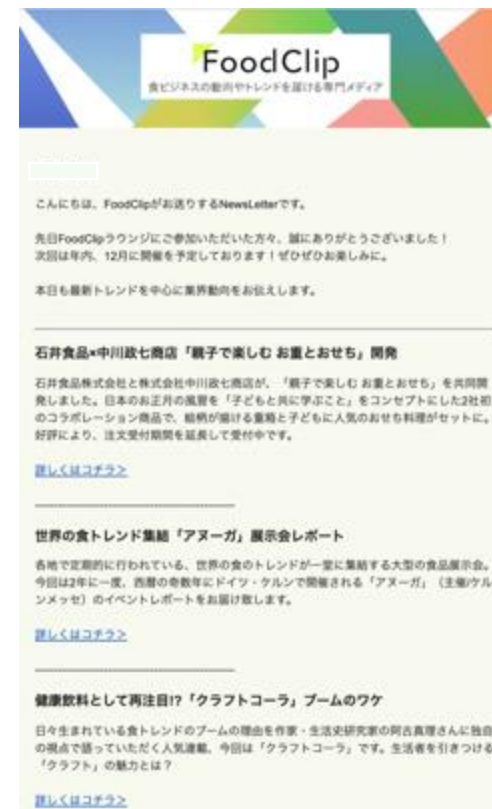 FoodClip
食ビジネスの動向やトレンドを届ける専門メディア
こんにちは、FoodClipがお送りするNewsLetterです。
先日FoodClipラウンジにご参加いただいた方々、誠にありがとうございました！
次回は年内、12月に開催を予定しております！ぜひぜひお楽しみに。
本日も最新トレンドを中心に業界動向をお伝えします。
石井食品×中川政七商店「親子で楽しむ お重とおせち」開発
石井食品株式会社と株式会社中川政七商店が、「親子で楽しむ お重とおせち」を共同開
発しました。日本のお正月の風習を「子どもと共に学ぶこと」をコンセプトにした2社初
のコラボレーション商品で、絵柄が描ける重箱と子どもに人気のおせち料理がセットに。
好評により、注文受付期間を延長して受付中です。
詳しくはコチラ＞
世界の食トレンド集結「アヌーガ」展示会レポート
各地で定期的に行われている、世界の食のトレンドが一堂に集結する大型の食品展示会。
今回は2年に一度、西暦の奇数年にドイツ・ケルンで開催される「アヌーガ」（主催/ケル
ンメッセ）のイベントレポートをお届け致します。
詳しくはコチラ＞
健康飲料として再注目!?「クラフトコーラ」ブームのワケ
日々生まれている食トレンドのブームの理由を作家・生活史研究家の阿古真理さんに独自
の視点で語っていただく人気連載。今回は「クラフトコーラ」です。生活者を引きつける
「クラフト」の魅力とは？
詳しくはコチラ＞